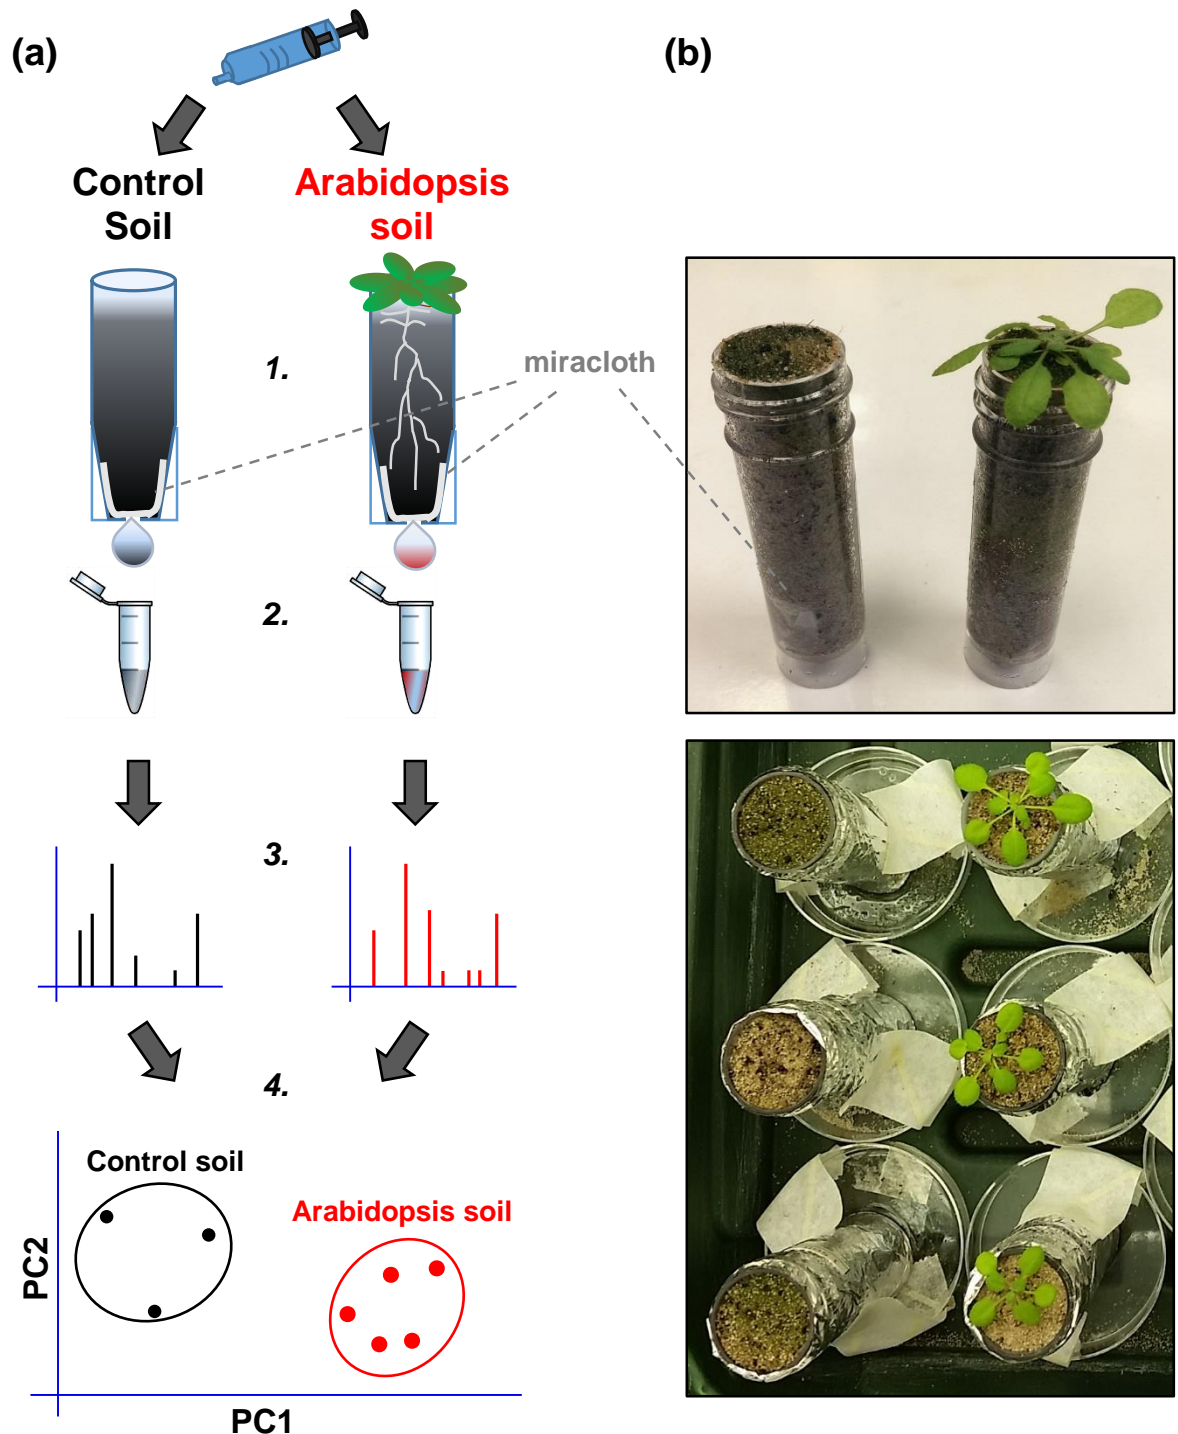 (a)
(b)
Control
Soil
Arabidopsis
soil
1.
miracloth
2.
3.
4.
Control soil
Arabidopsis soil
PC2
PC1